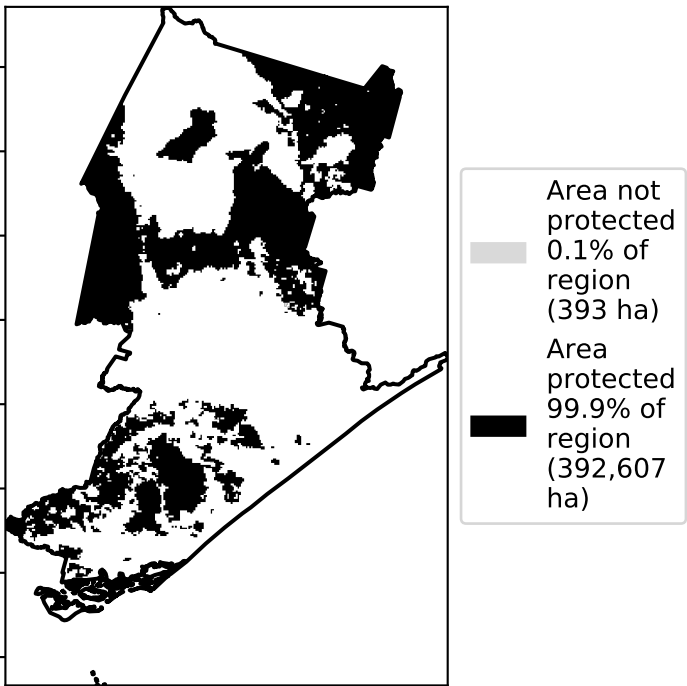 Area not
protected
0.1% of
region
(393 ha)
Area
protected
99.9% of
region
(392,607
ha)